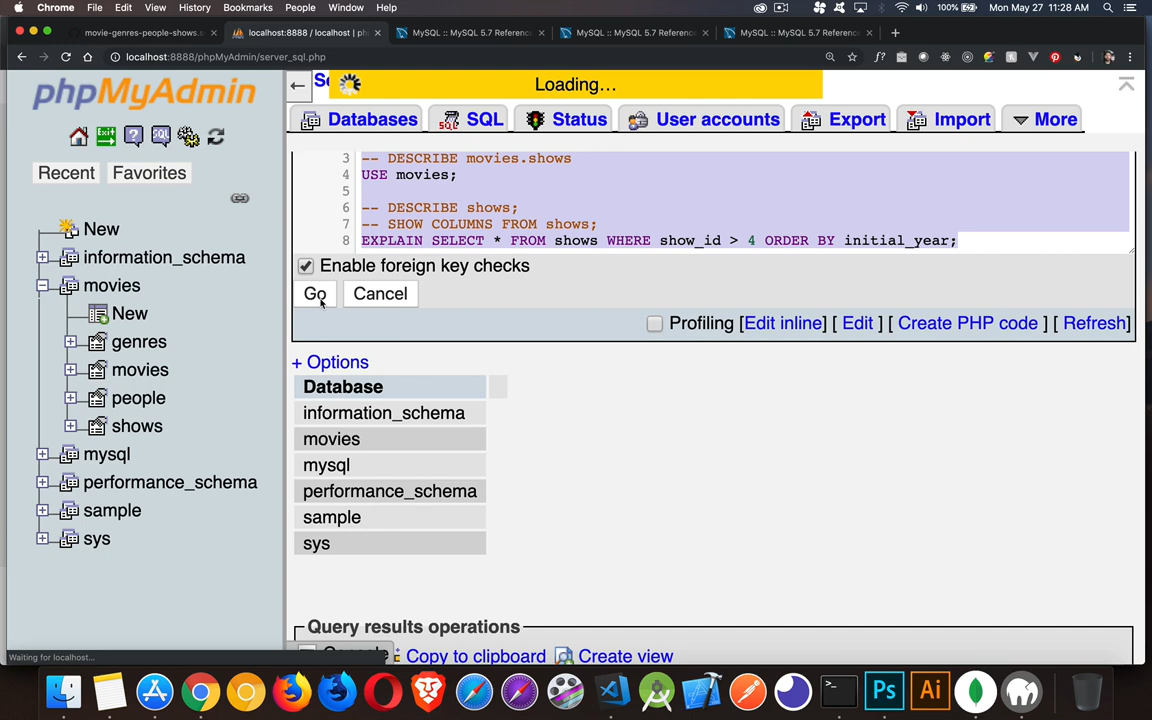 Chrome File Edit View History Bookmarks People Window Help 100% Mon May 27 11:28 AM
movie-genres-people-shows.s localhost:8888 / localhost | ph MySQL :: MySQL 5.7 Referenc MySQL :: MySQL 5.7 Referenc MySQL :: MySQL 5.7 Referenc
localhost:8888/phpMyAdmin/server_sql.php
phpMyAdmin
Loading...
Databases SQL Status User accounts Export Import More
Recent Favorites
New
information_schema
movies
New
genres
movies
people
shows
mysql
performance_schema
sample
sys
3 -- DESCRIBE movies.shows
4 USE movies;
5
6 -- DESCRIBE shows;
7 -- SHOW COLUMNS FROM shows;
8 EXPLAIN SELECT * FROM shows WHERE show_id > 4 ORDER BY initial_year;
Enable foreign key checks
Go Cancel
Profiling [Edit inline] [ Edit ] [ Create PHP code ] [ Refresh]
+ Options
Database
information_schema
movies
mysql
performance_schema
sample
sys
Query results operations
Console Copy to clipboard Create view
Waiting for localhost...
Ps Ai